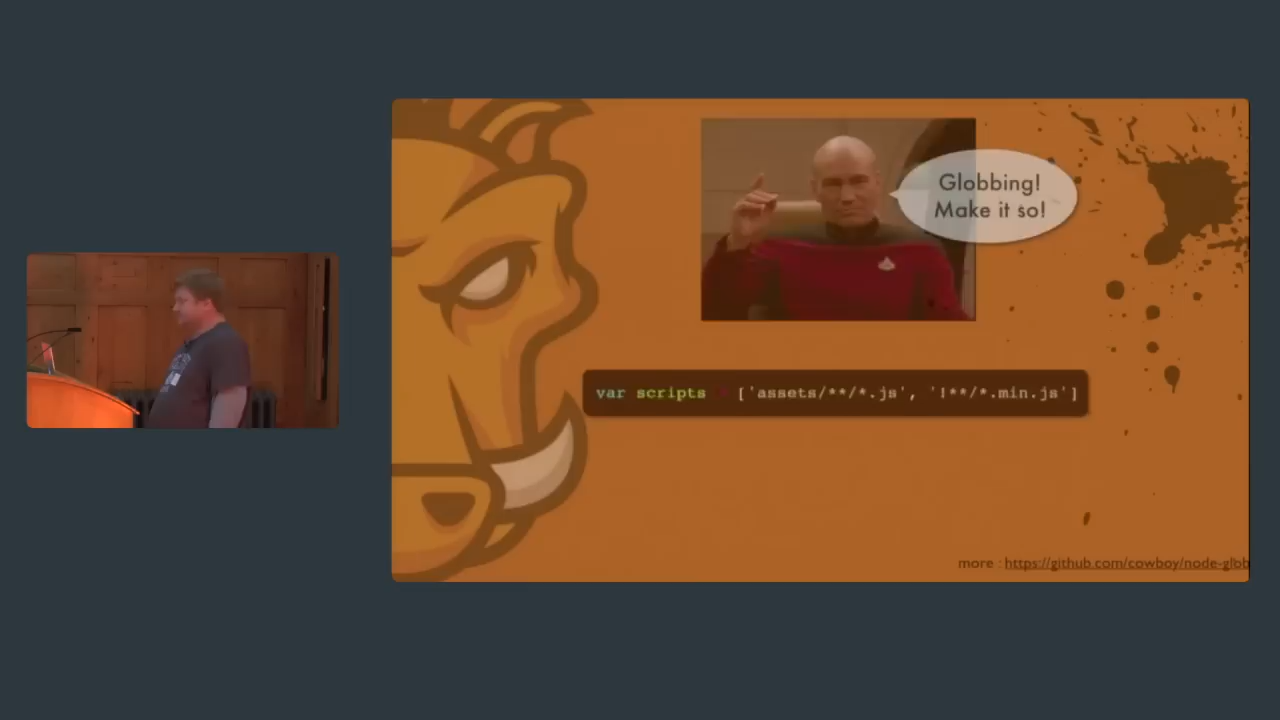 Globbing!
Make it so!
var scripts = ['assets/**/*.js', '!**/*.min.js']
more : https://github.com/cowboy/node-glob